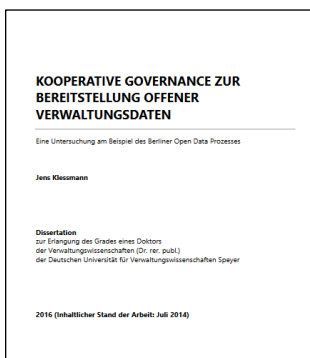 KOOPERATIVE GOVERNANCE ZUR
BEREITSTELLUNG OFFENER
VERWALTUNGSDATEN
Eine Untersuchung am Beispiel des Berliner Open Data Prozesses
Jens Klessmann
Dissertation
zur Erlangung des Grades eines Doktors
der Verwaltungswissenschaften (Dr. rer. publ.)
der Deutschen Universität für Verwaltungswissenschaften Speyer
2016 (Inhaltlicher Stand der Arbeit: Juli 2014)